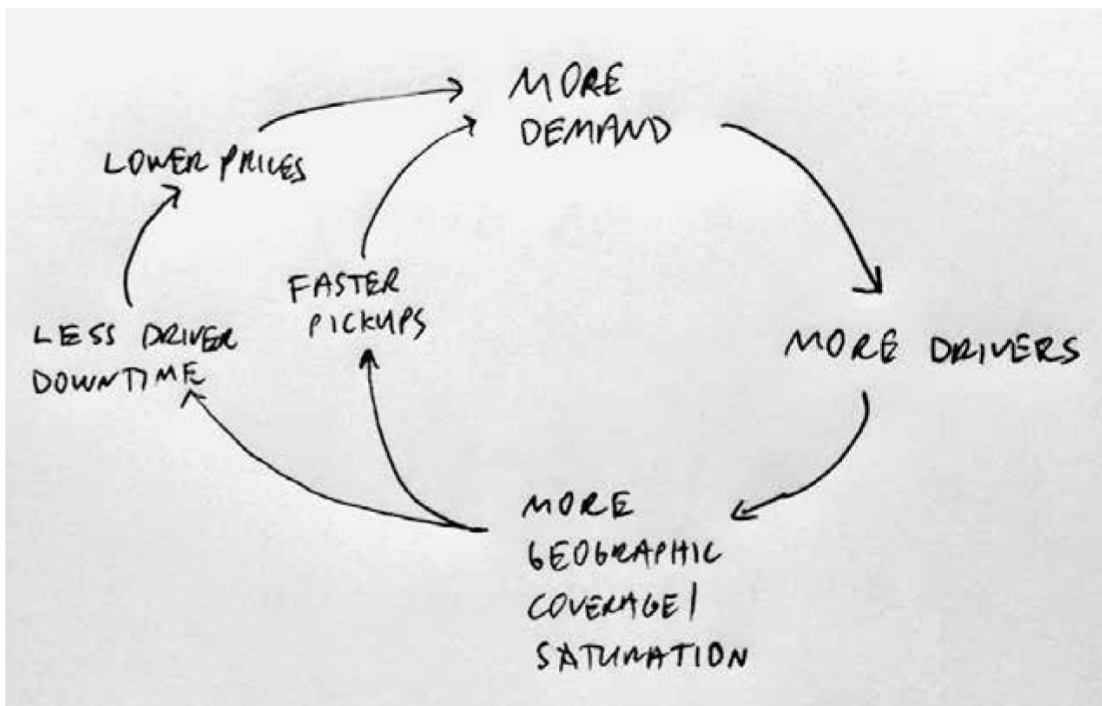 MORE
DEMAND
LOWER PRICES
FASTER
PICKUPS
LESS DRIVER
DOWNTIME
MORE DRIVERS
MORE
GEOGRAPHIC
COVERAGE/
SATURATION